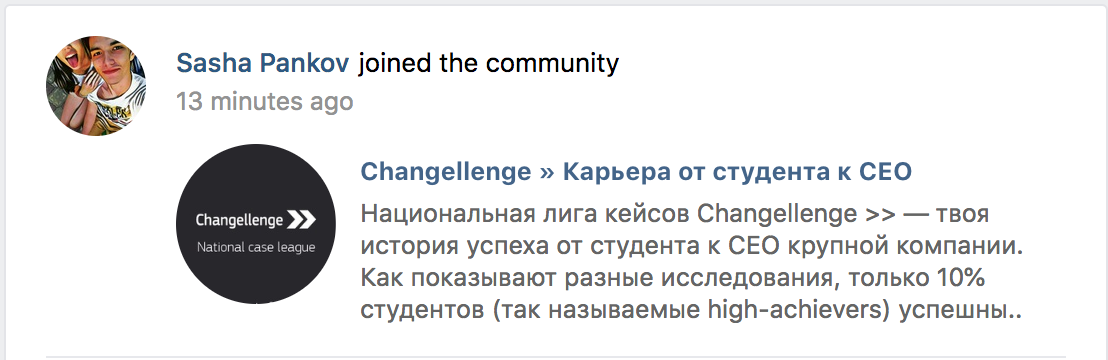 Sasha Pankov joined the community
13 minutes ago
Changellenge
National case league
Changellenge » Карьера от студента к CEO
Национальная лига кейсов Changellenge >> — твоя
история успеха от студента к CEO крупной компании.
Как показывают разные исследования, только 10%
студентов (так называемые high-achievers) успешны..